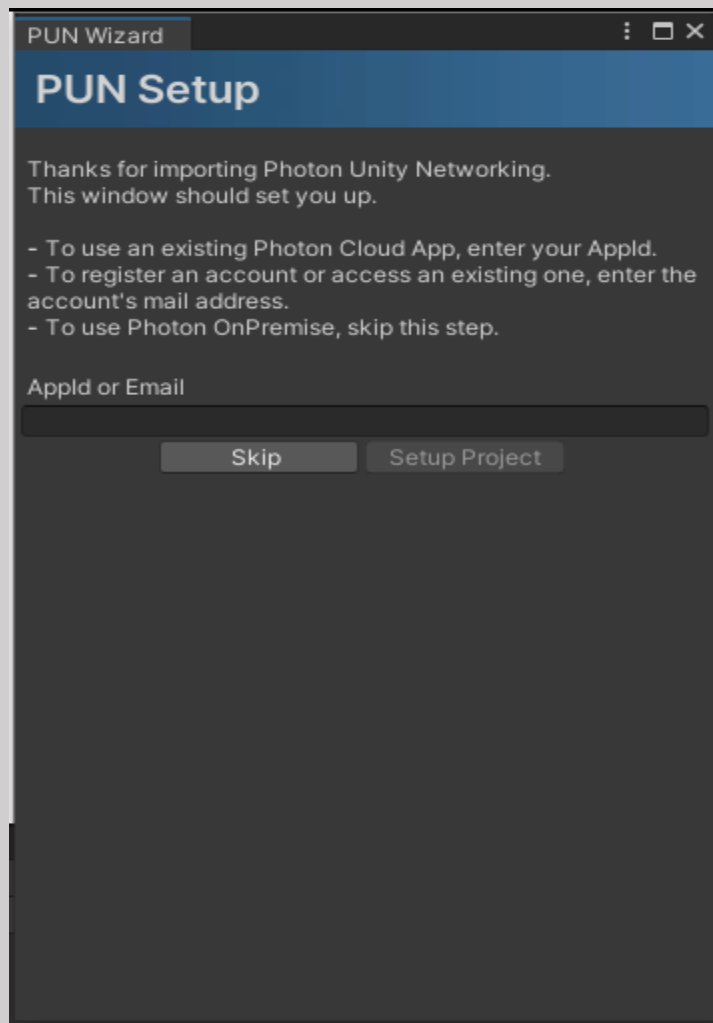 PUN Wizard
PUN Setup
Thanks for importing Photon Unity Networking.
This window should set you up.
- To use an existing Photon Cloud App, enter your AppId.
- To register an account or access an existing one, enter the
account's mail address.
- To use Photon OnPremise, skip this step.
AppId or Email
Skip Setup Project